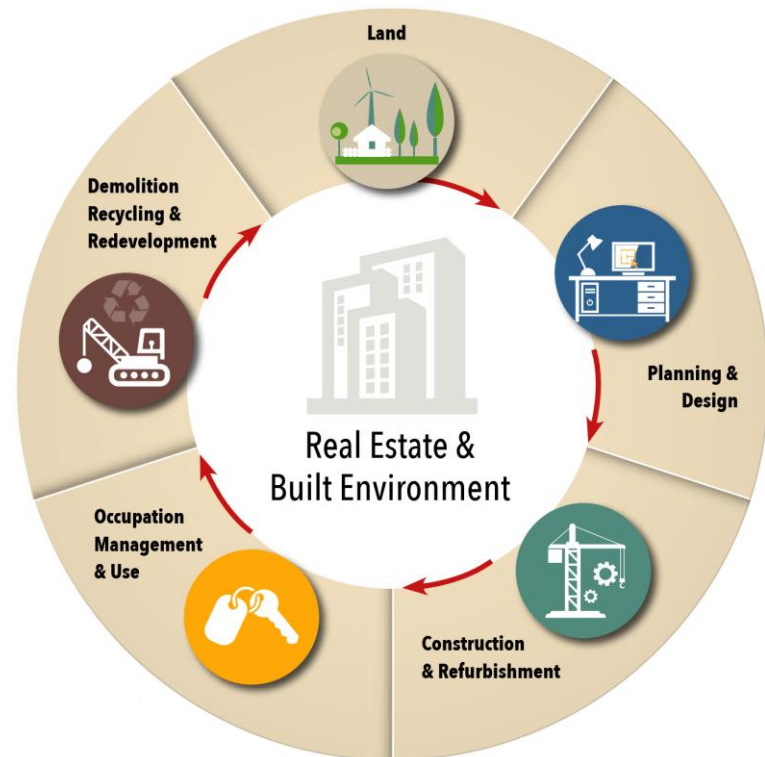 Land
Planning &
Design
Construction
& Refurbishment
Occupation
Management
& Use
Demolition
Recycling &
Redevelopment
Real Estate &
Built Environment